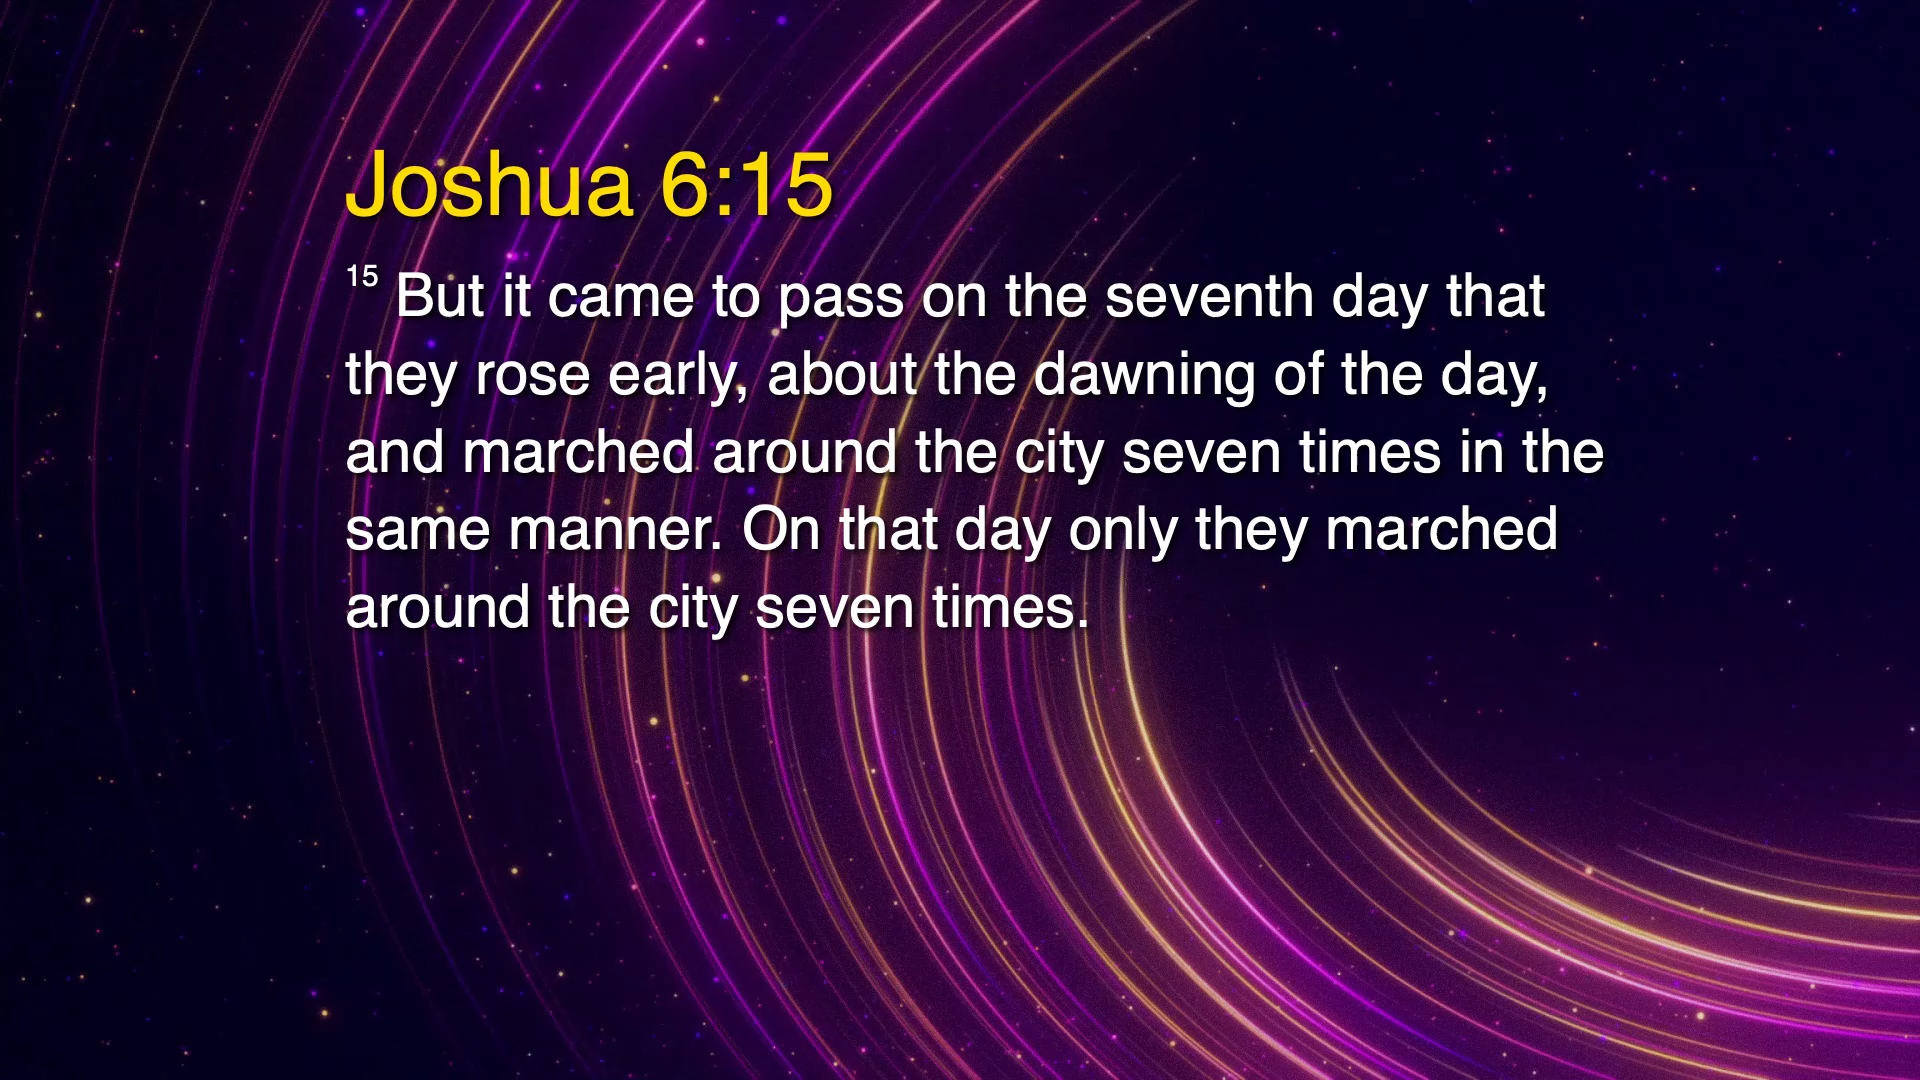 Joshua 6:15
15 But it came to pass on the seventh day that
they rose early, about the dawning of the day,
and marched around the city seven times in the
same manner. On that day only they marched
around the city seven times.